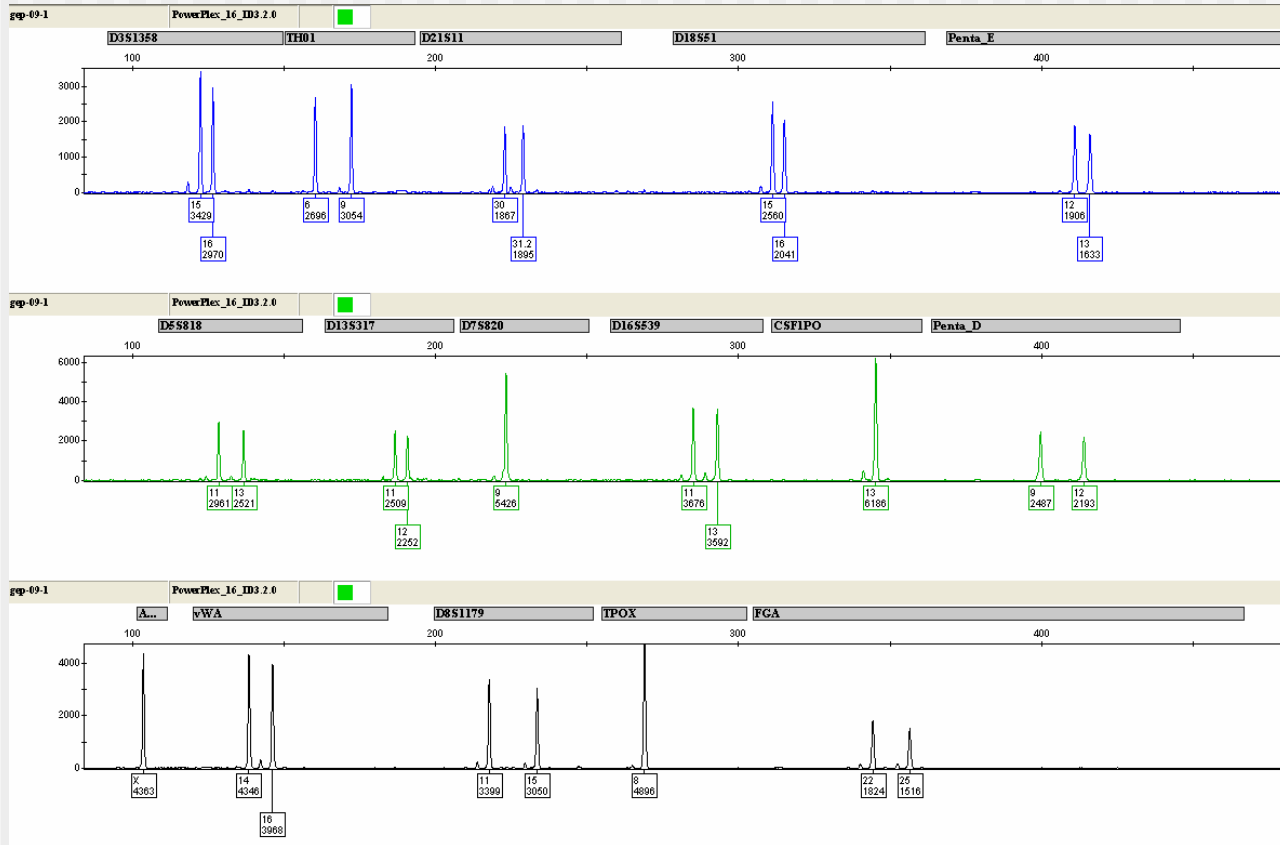 gep-09-1 PowerPlex_16_ID3.2.0
D3S1358 TH01 D21S11 D18S51 Penta_E
100 200 300 400
3000
2000
1000
0
15 6 9 30 15 12
3429 2696 3054 1867 2560 1906
16 31.2 16 13
2970 1895 2041 1633
gep-09-1 PowerPlex_16_ID3.2.0
D5S818 D13S317 D7S820 D16S539 CSF1PO Penta_D
100 200 300 400
6000
4000
2000
0
11 13 11 9 11 13 9 12
2961 2521 2509 5426 3676 6186 2487 2193
12 13
2252 3592
gep-09-1 PowerPlex_16_ID3.2.0
A... vWA D8S1179 TPOX FGA
100 200 300 400
4000
2000
0
X 14 11 15 8 22 25
4363 4346 3399 3050 4896 1824 1516
16
3968